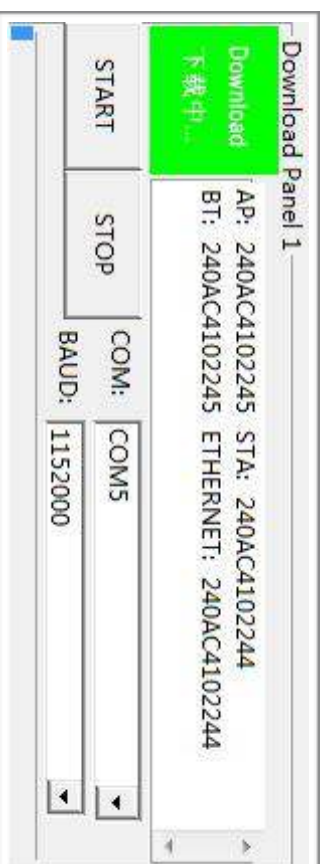 Download Panel 1
Download
下载中...
AP: 240AC4102245 STA: 240AC4102244
BT: 240AC4102245 ETHERNET: 240AC4102244
START
STOP
COM: COM5
BAUD: 1152000